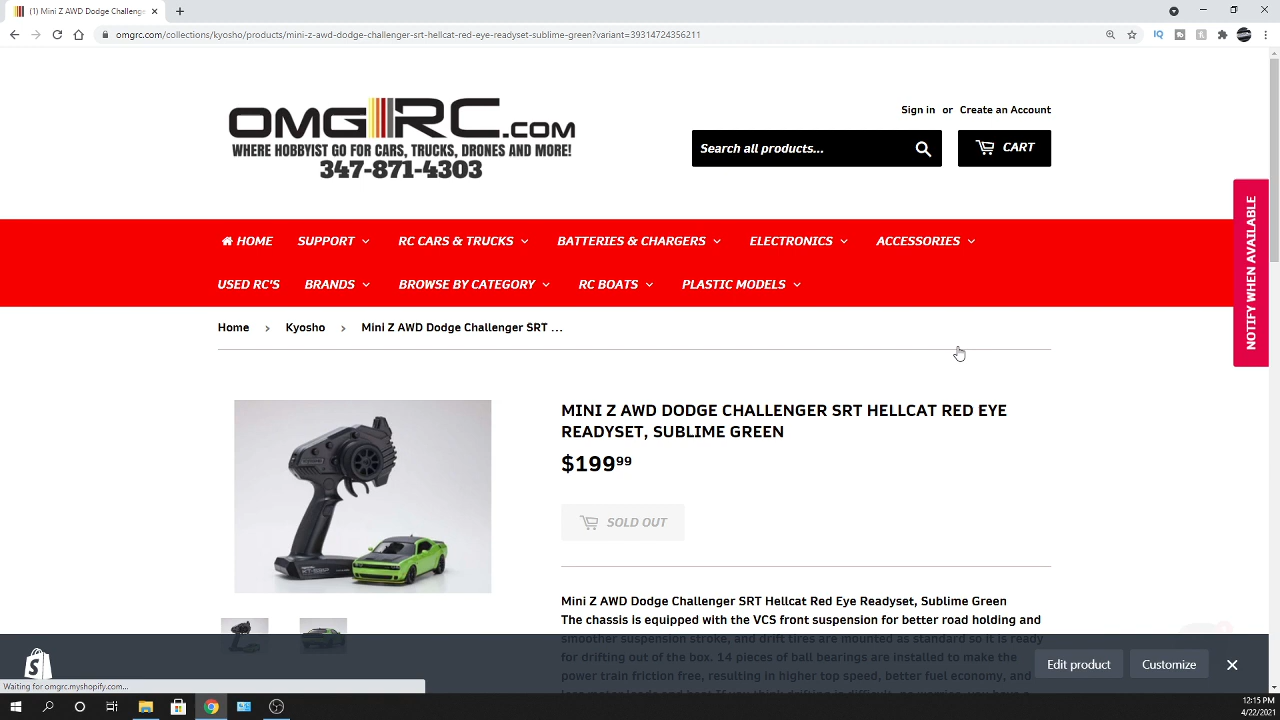 (1) Mini Z AWD Dodge Challenge
omgrc.com/collections/kyosho/products/mini-z-awd-dodge-challenger-srt-hellcat-red-eye-readyset-sublime-green?variant=39314724356211
OMG RC.COM
WHERE HOBBYIST GO FOR CARS, TRUCKS, DRONES AND MORE!
347-871-4303
Sign in or Create an Account
Search all products...
CART
NOTIFY WHEN AVAILABLE
HOME SUPPORT RC CARS & TRUCKS BATTERIES & CHARGERS ELECTRONICS ACCESSORIES
USED RC'S BRANDS BROWSE BY CATEGORY RC BOATS PLASTIC MODELS
Home › Kyosho › Mini Z AWD Dodge Challenger SRT ...
MINI Z AWD DODGE CHALLENGER SRT HELLCAT RED EYE
READYSET, SUBLIME GREEN
$199.99
SOLD OUT
Mini Z AWD Dodge Challenger SRT Hellcat Red Eye Readyset, Sublime Green
The chassis is equipped with the VCS front suspension for better road holding and
smoother suspension stroke, and drift tires are mounted as standard so it is ready
for drifting out of the box. 14 pieces of ball bearings are installed to make the
power train friction free, resulting in higher top speed, better fuel economy, and
Edit product
Customize
Waiting for omgrc.myshopify.com...
12:15 PM
4/22/2021